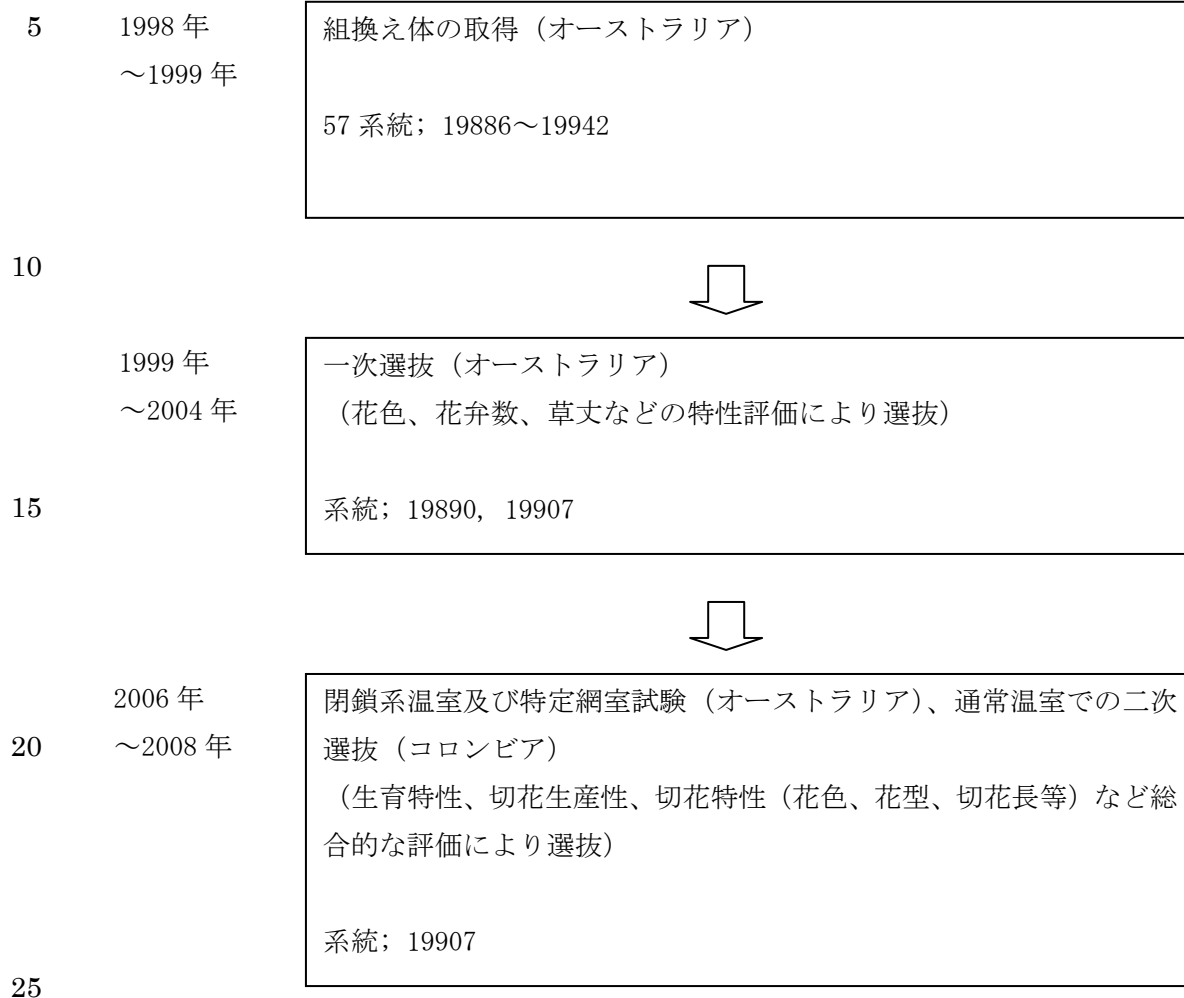 5 1998 年 組換え体の取得（オーストラリア）
～1999 年
57 系統; 19886～19942
10
1999 年 一次選抜（オーストラリア）
～2004 年 （花色、花弁数、草丈などの特性評価により選抜）
15 系統; 19890, 19907
2006 年 閉鎖系温室及び特定網室試験（オーストラリア）、通常温室での二次
20 ～2008 年 選抜（コロンビア）
（生育特性、切花生産性、切花特性（花色、花型、切花長等）など総
合的な評価により選抜）
系統; 19907
25